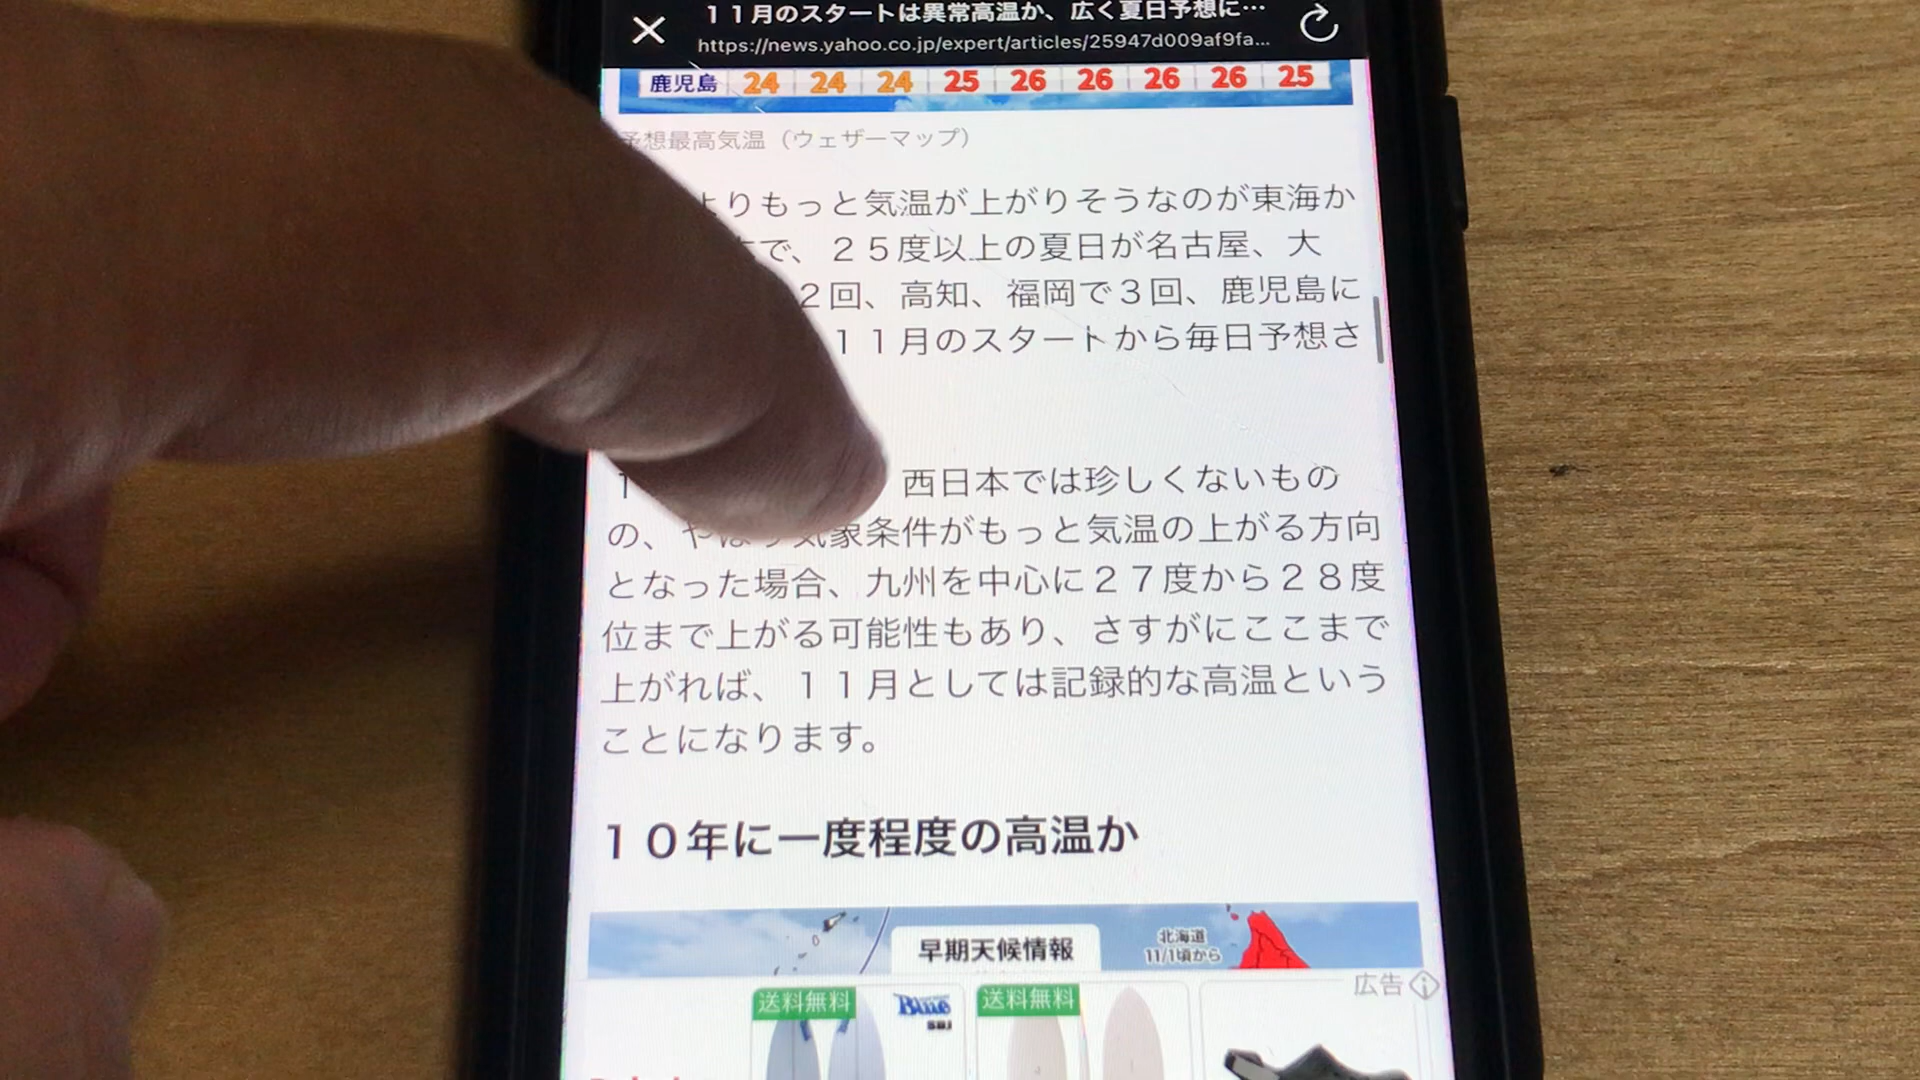 11月のスタートは異常高温か、広く夏日予想に…
https://news.yahoo.co.jp/expert/articles/25947d009af9fa...
鹿児島 24 24 24 25 26 26 26 26 25
予想最高気温（ウェザーマップ）
よりもっと気温が上がりそうなのが東海か
で、２５度以上の夏日が名古屋、大
２回、高知、福岡で３回、鹿児島に
１１月のスタートから毎日予想さ
西日本では珍しくないもの
の、やはり気象条件がもっと気温の上がる方向
となった場合、九州を中心に２７度から２８度
位まで上がる可能性もあり、さすがにここまで
上がれば、１１月としては記録的な高温という
ことになります。
１０年に一度程度の高温か
早期天候情報
北海道
11/1頃から
広告
送料無料 Blue 送料無料